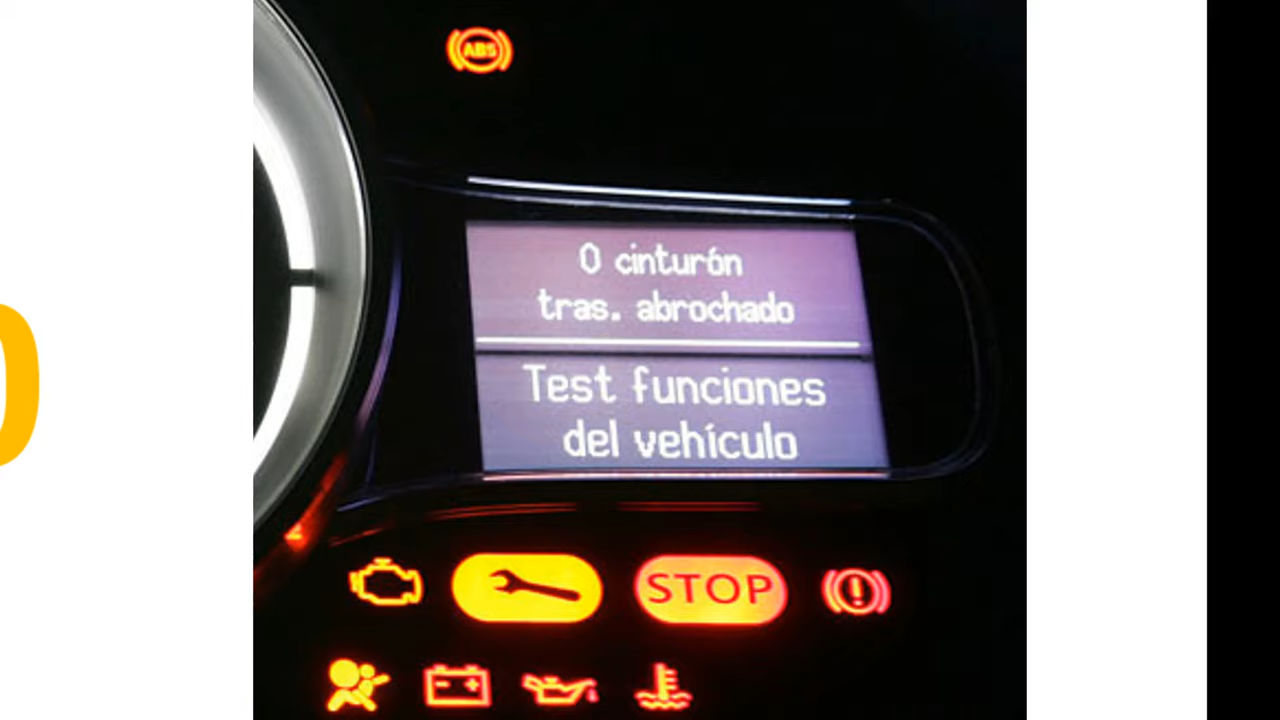 ABS
0 cinturón
tras. abrochado
Test funciones
del vehículo
STOP